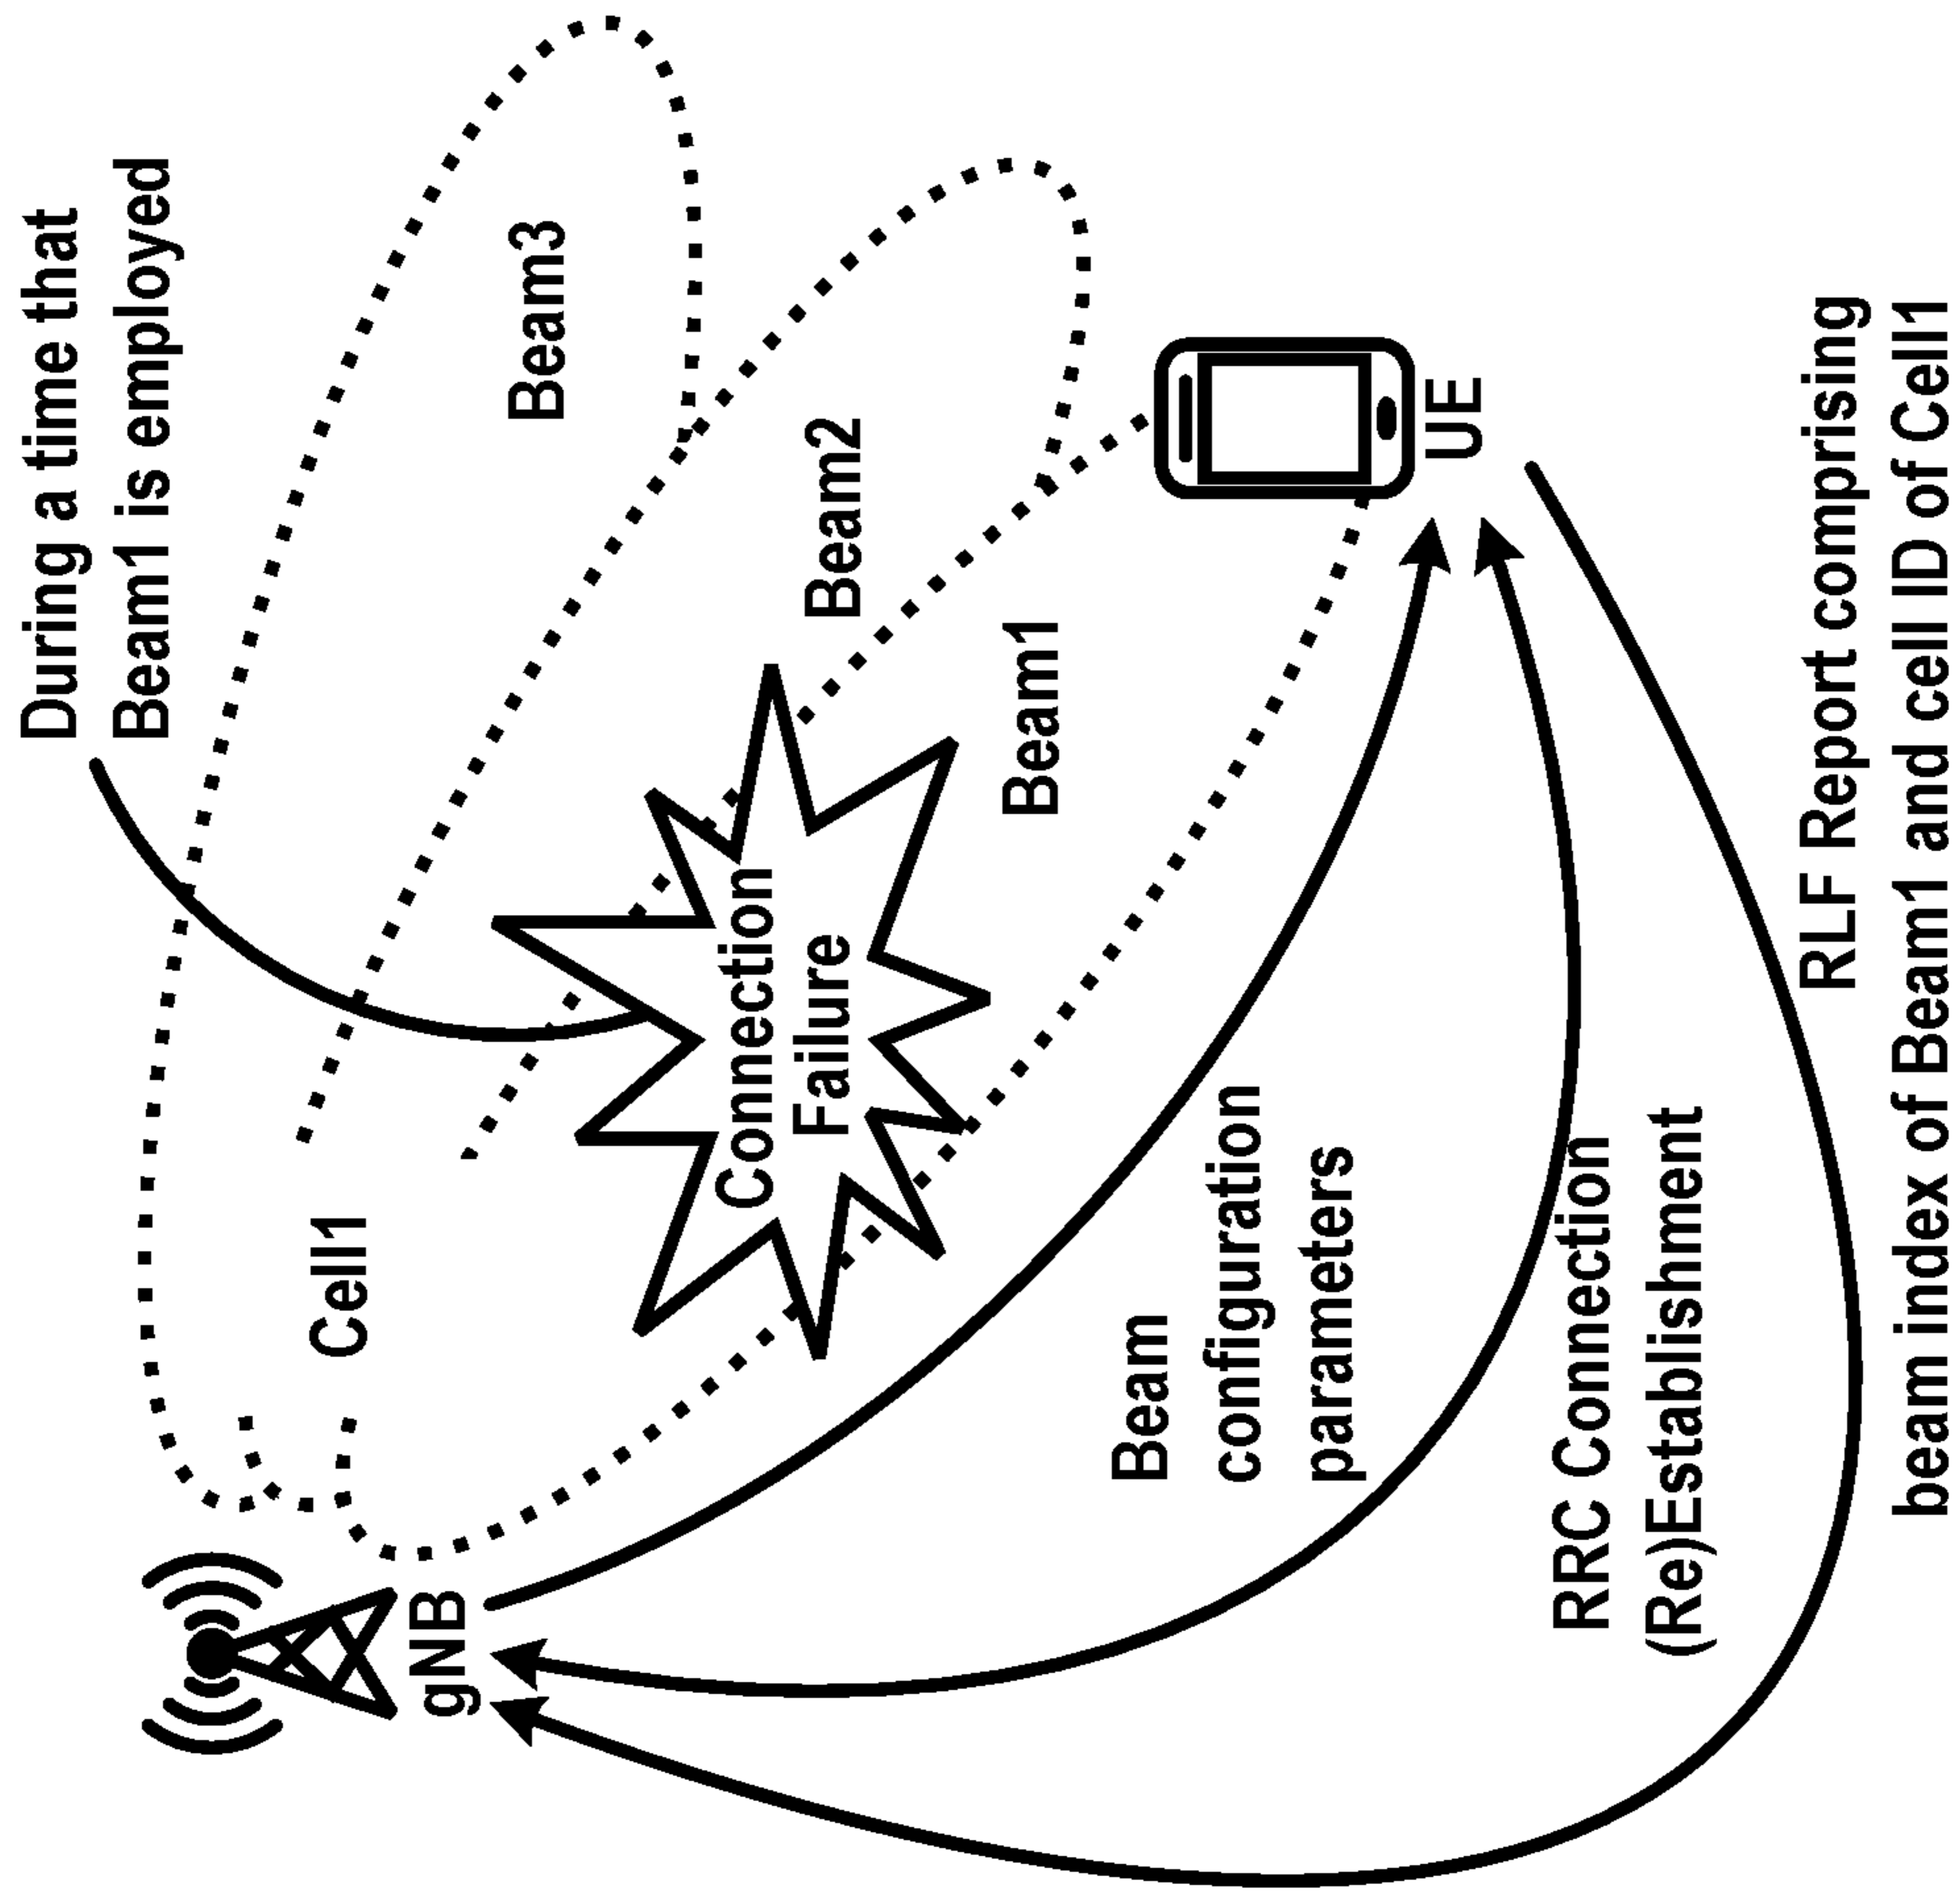 During a time that
Beam1 is employed
Cell1
Beam3
gNB
Connection
Failure
Beam2
Beam1
Beam
configuration
parameters
UE
RRC Connection
(Re)Establishment
RLF Report comprising
beam index of Beam1 and cell ID of Cell1